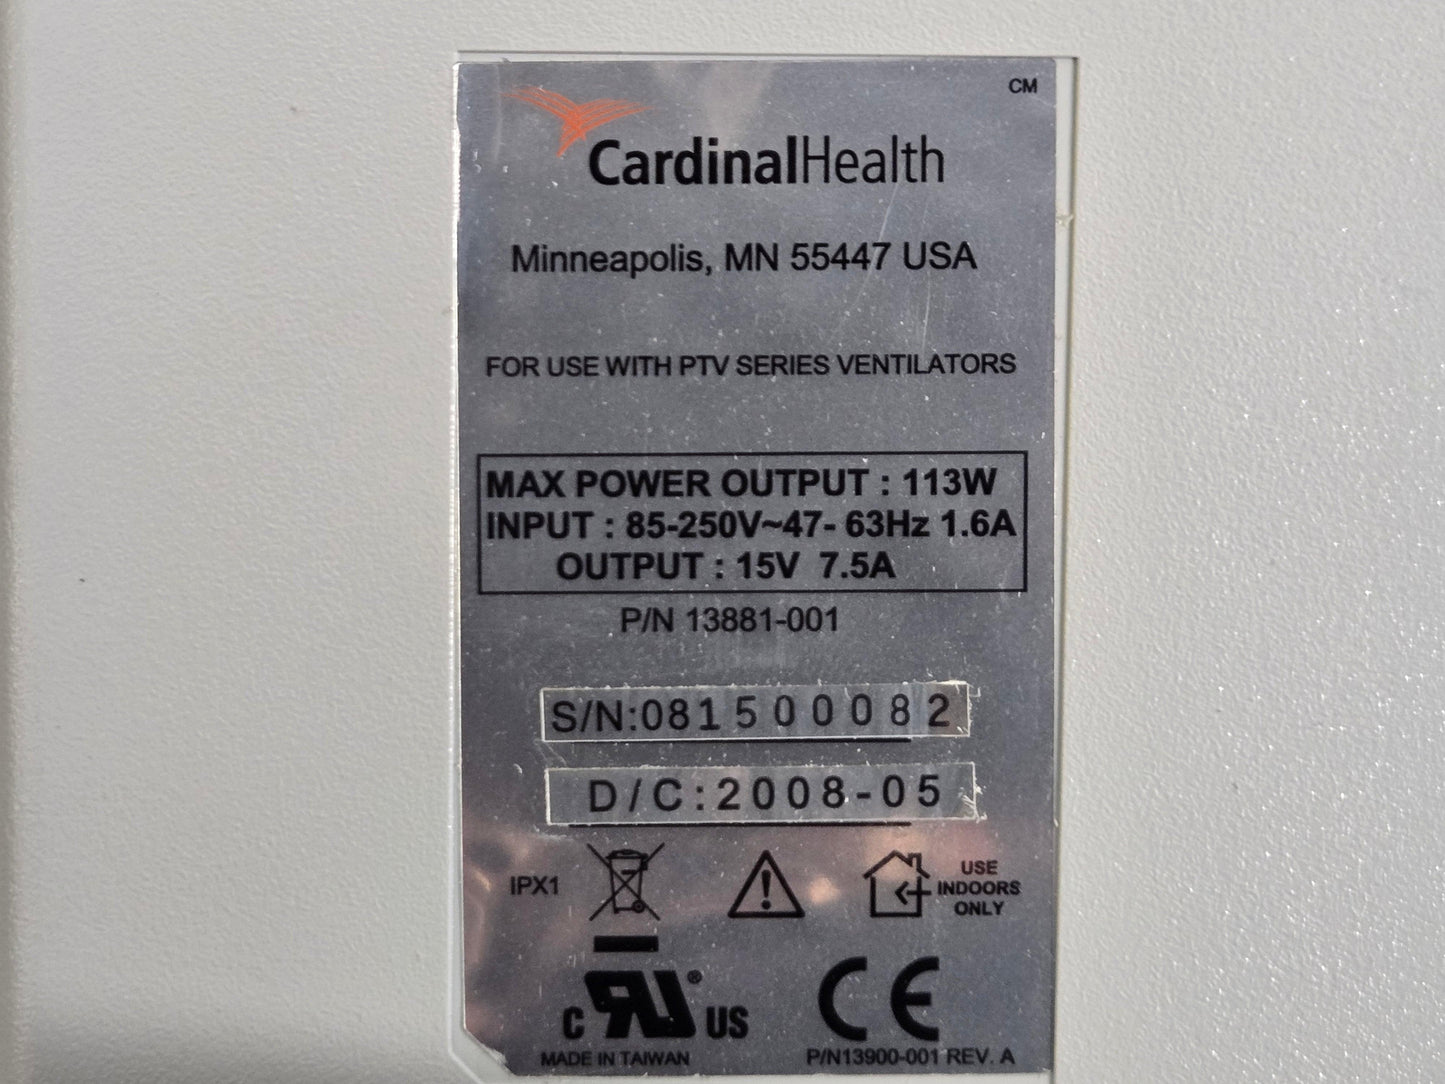 CM
CardinalHealth
Minneapolis, MN 55447 USA
FOR USE WITH PTV SERIES VENTILATORS
MAX POWER OUTPUT : 113W
INPUT : 85-250V~47- 63Hz 1.6A
OUTPUT : 15V 7.5A
P/N 13881-001
S/N:081500082
D/C:2008-05
IPX1
USE
INDOORS
ONLY
C RU® US
CE
MADE IN TAIWAN
P/N13900-001 REV. A